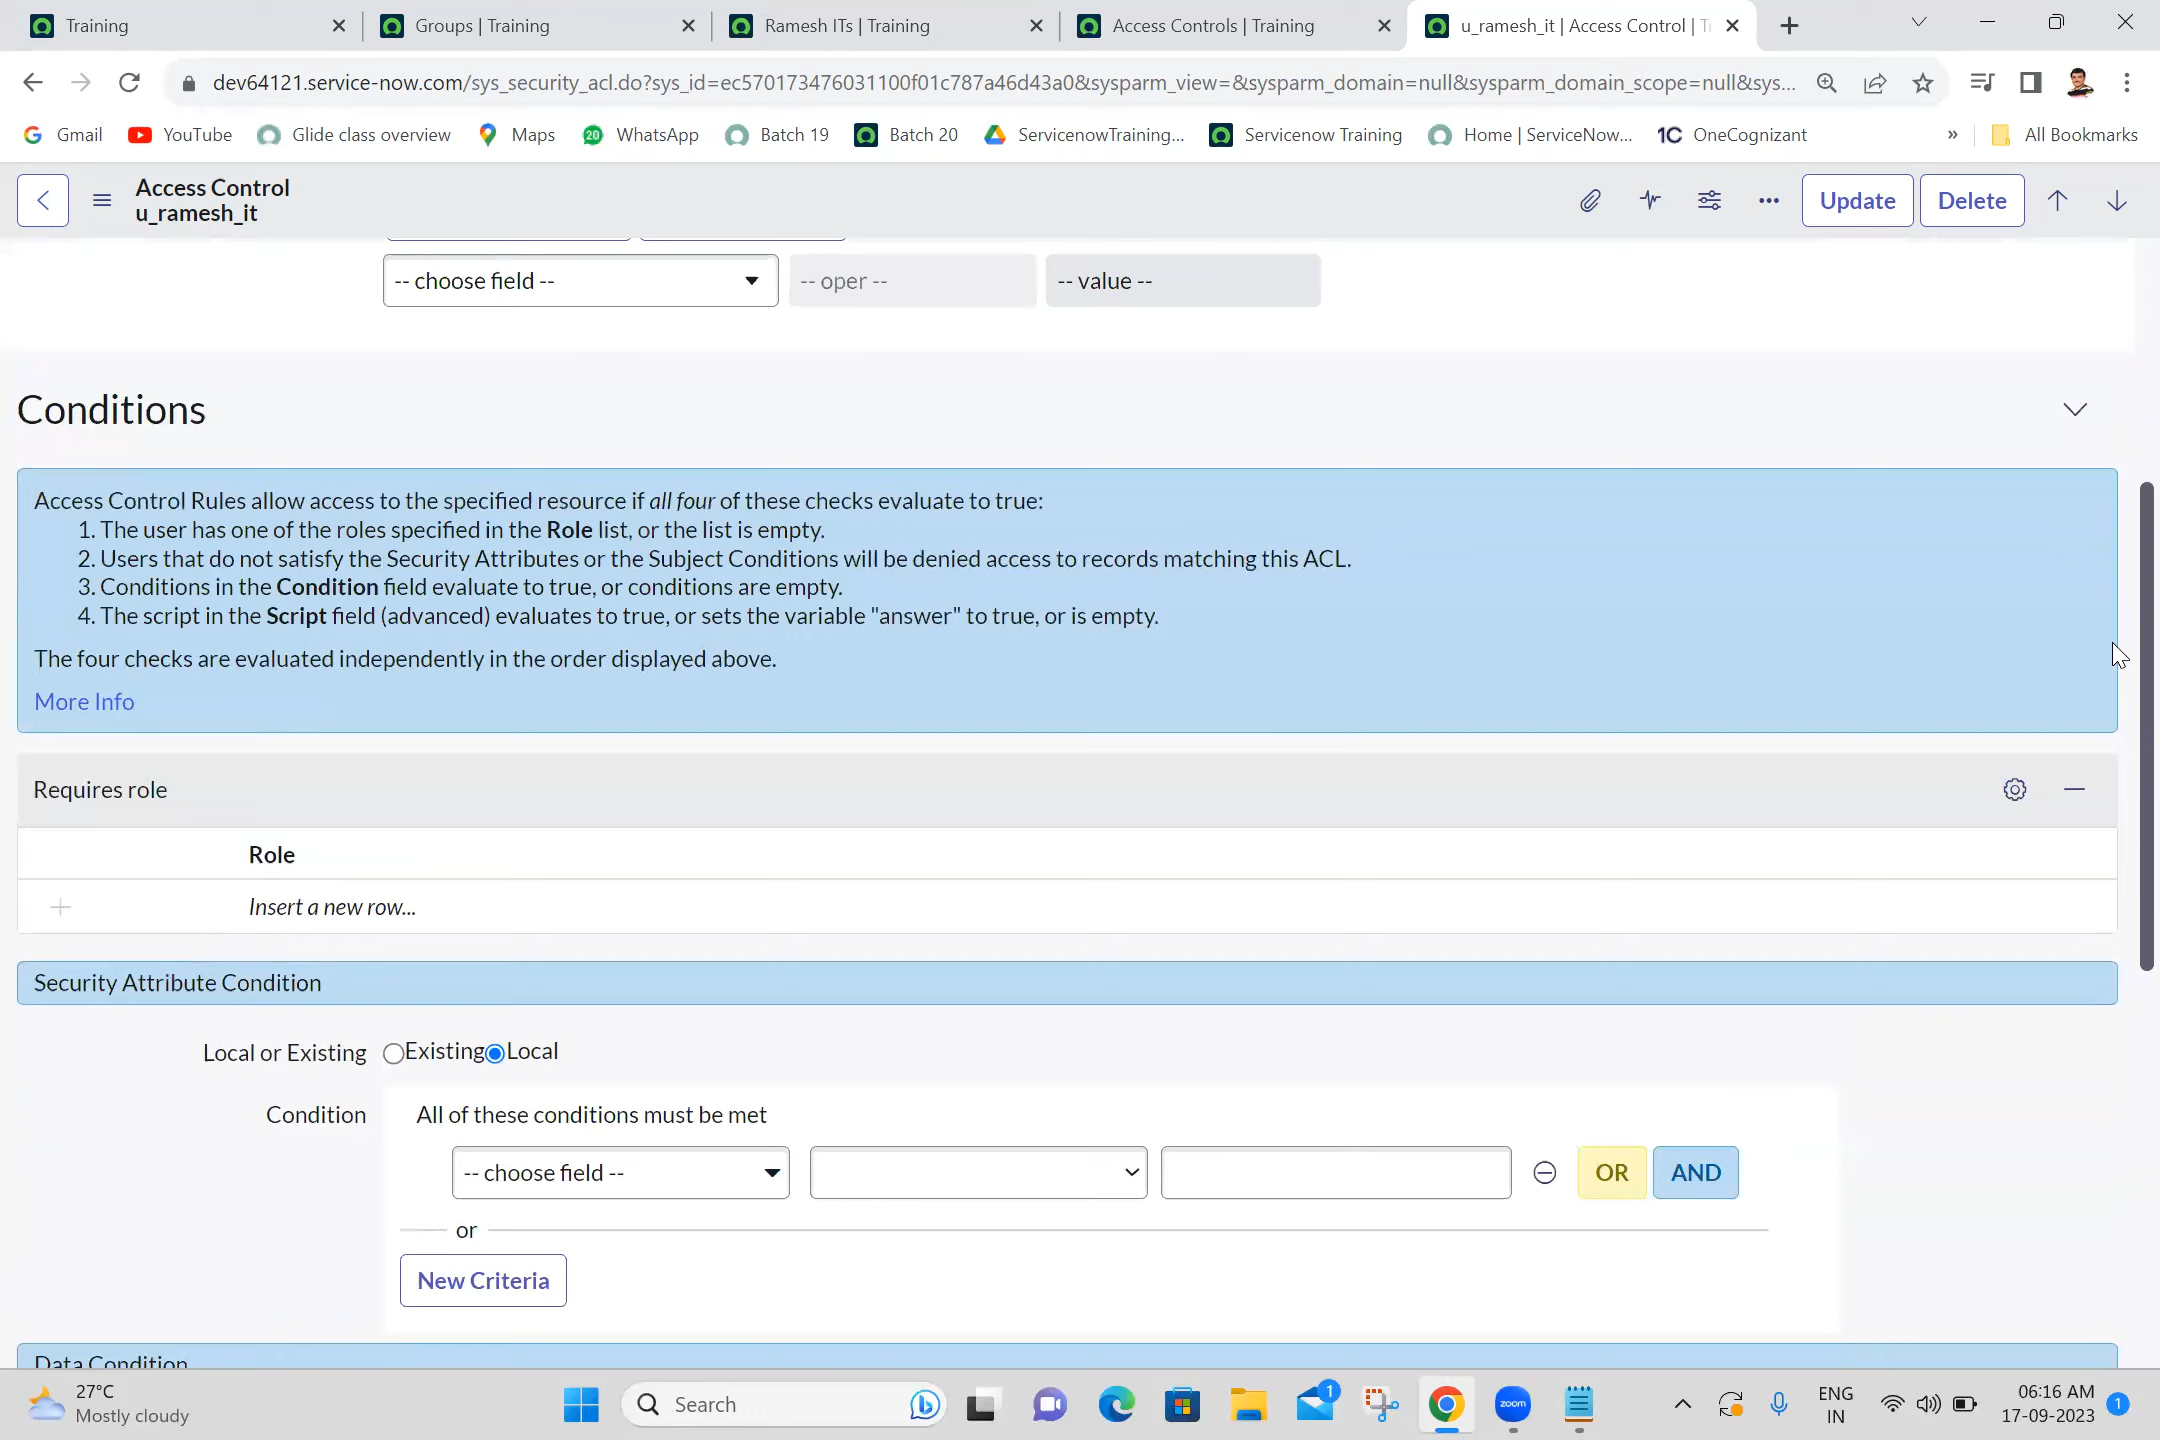 Training
Groups | Training
Ramesh ITs | Training
Access Controls | Training
u_ramesh_it | Access Control | Tr
dev64121.service-now.com/sys_security_acl.do?sys_id=ec570173476031100f01c787a46d43a0&sysparm_view=&sysparm_domain=null&sysparm_domain_scope=null&sys...
Gmail
YouTube
Glide class overview
Maps
20
WhatsApp
Batch 19
Batch 20
ServicenowTraining...
Servicenow Training
Home | ServiceNow...
1C OneCognizant
»
All Bookmarks
Access Control
u_ramesh_it
Update
Delete
-- choose field --
-- oper --
-- value --
Conditions
Access Control Rules allow access to the specified resource if all four of these checks evaluate to true:
1. The user has one of the roles specified in the Role list, or the list is empty.
2. Users that do not satisfy the Security Attributes or the Subject Conditions will be denied access to records matching this ACL.
3. Conditions in the Condition field evaluate to true, or conditions are empty.
4. The script in the Script field (advanced) evaluates to true, or sets the variable "answer" to true, or is empty.
The four checks are evaluated independently in the order displayed above.
More Info
Requires role
Role
Insert a new row...
Security Attribute Condition
Local or Existing
Existing
Local
Condition
All of these conditions must be met
-- choose field --
OR
AND
or
New Criteria
Data Condition
27°C
Mostly cloudy
Search
1
zoom
ENG
IN
06:16 AM
17-09-2023
1